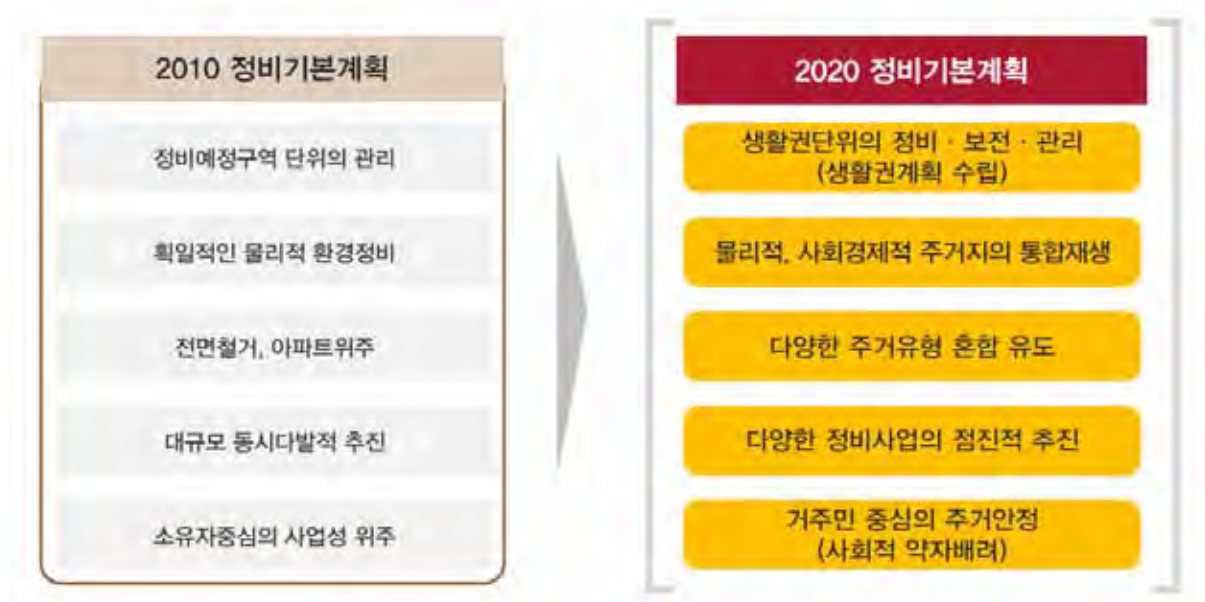 2010 정비기본계획
정비예정구역 단위의 관리
획일적인 물리적 환경정비
전면철거, 아파트위주
대규모 동시다발적 추진
소유자중심의 사업성 위주
2020 정비기본계획
생활권단위의 정비 · 보전 · 관리
(생활권계획 수립)
물리적, 사회경제적 주거지의 통합재생
다양한 주거유형 혼합 유도
다양한 정비사업의 점진적 추진
거주민 중심의 주거안정
(사회적 약자배려)